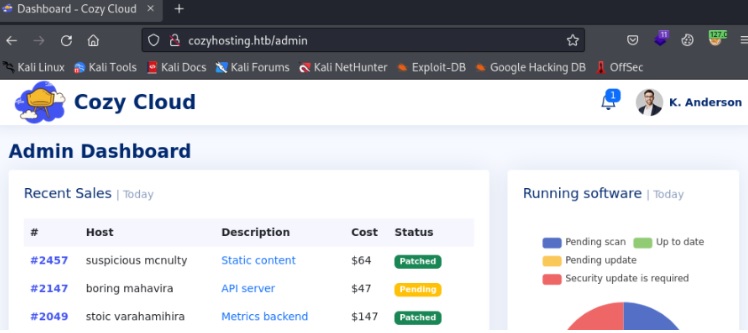 Dashboard - Cozy Cloud
cozyhosting.htb/admin
11
Kali Linux Kali Tools Kali Docs Kali Forums Kali NetHunter Exploit-DB Google Hacking DB OffSec
Cozy Cloud
1
K. Anderson
Admin Dashboard
Recent Sales | Today
# Host Description Cost Status
#2457 suspicious mcnulty Static content $64 Patched
#2147 boring mahavira API server $47 Pending
#2049 stoic varahamihira Metrics backend $147 Patched
Running software | Today
Pending scan Up to date
Pending update
Security update is required